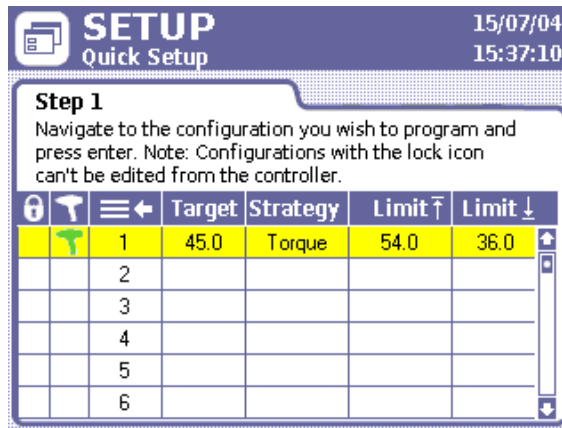 SETUP
Quick Setup
15/07/04
15:37:10
Step 1
Navigate to the configuration you wish to program and
press enter. Note: Configurations with the lock icon
can't be edited from the controller.
Target Strategy Limit Limit
1 45.0 Torque 54.0 36.0
2
3
4
5
6